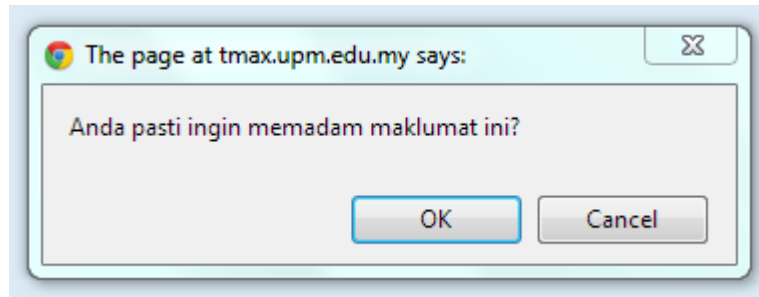 The page at tmax.upm.edu.my says:
Anda pasti ingin memadam maklumat ini?
OK
Cancel